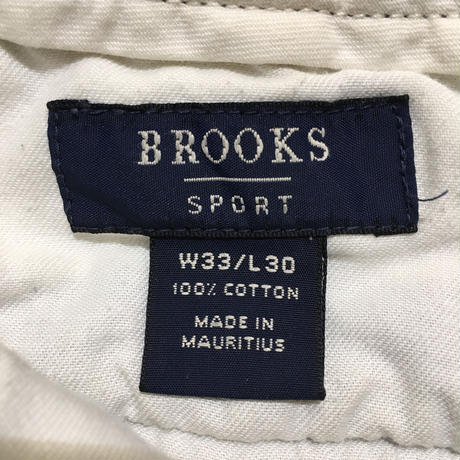 BROOKS
SPORT
W33/L30
100% COTTON
MADE IN
MAURITIUS